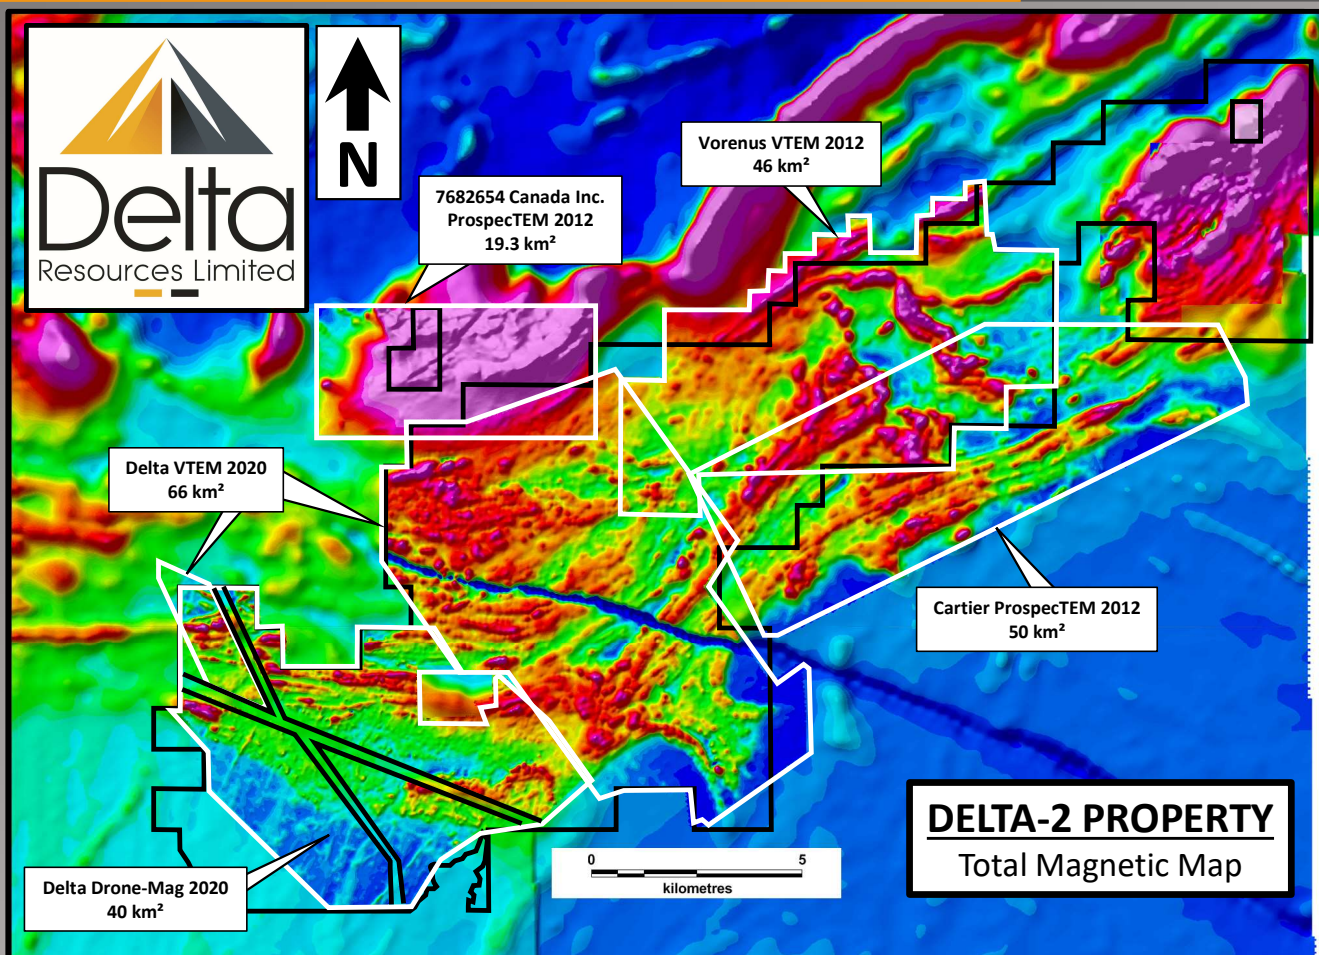 Delta
Resources Limited
N
Vorenus VTEM 2012
46 km²
7682654 Canada Inc.
ProspecTEM 2012
19.3 km²
Delta VTEM 2020
66 km²
Cartier ProspecTEM 2012
50 km²
Delta Drone-Mag 2020
40 km²
0 5
kilometres
DELTA-2 PROPERTY
Total Magnetic Map